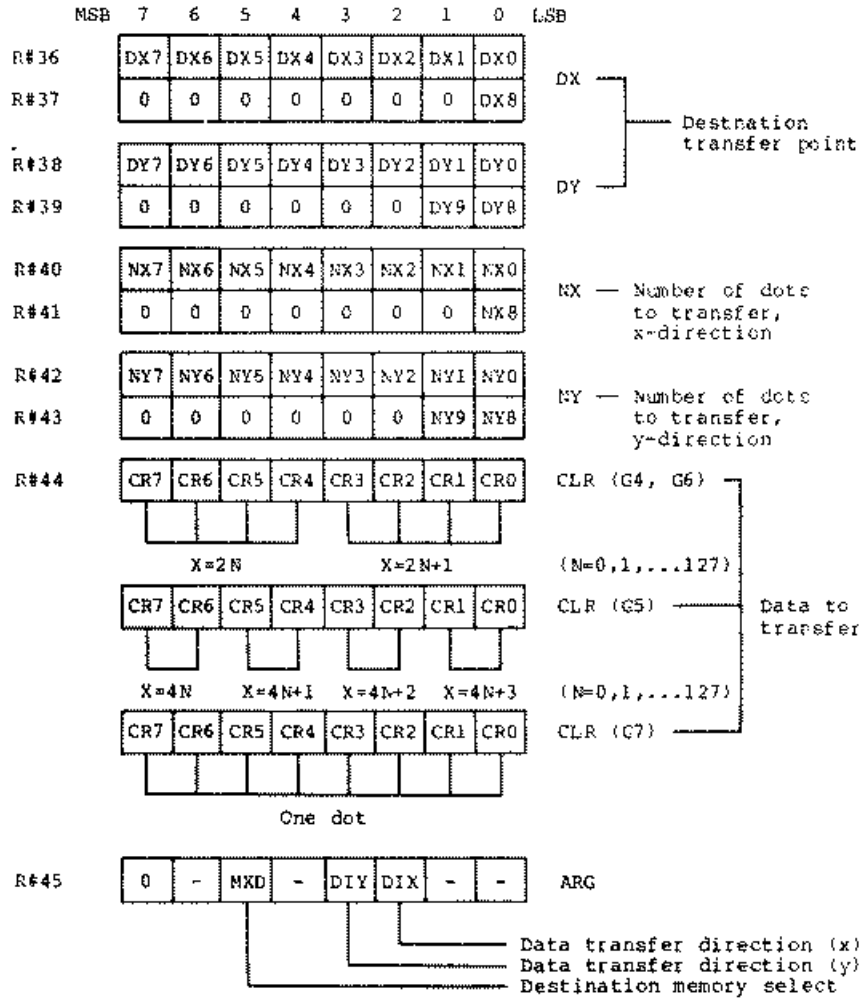 MSB 7 6 5 4 3 2 1 0 LSB
R#36 DX7 DX6 DX5 DX4 DX3 DX2 DX1 DX0
DX
R#37 0 0 0 0 0 0 0 DX8
Destnation
transfer point
R#38 DY7 DY6 DY5 DY4 DY3 DY2 DY1 DY0
DY
R#39 0 0 0 0 0 0 DY9 DY8
R#40 NX7 NX6 NX5 NX4 NX3 NX2 NX1 NX0
NX — Number of dots
R#41 0 0 0 0 0 0 0 NX8
to transfer,
x-direction
R#42 NY7 NY6 NY5 NY4 NY3 NY2 NY1 NY0
NY — Number of dots
R#43 0 0 0 0 0 0 NY9 NY8
to transfer,
y-direction
R#44 CR7 CR6 CR5 CR4 CR3 CR2 CR1 CR0 CLR (G4, G6)
X=2N X=2N+1 (N=0,1,...127)
CR7 CR6 CR5 CR4 CR3 CR2 CR1 CR0 CLR (G5) Data to
transfer
X=4N X=4N+1 X=4N+2 X=4N+3 (N=0,1,...127)
CR7 CR6 CR5 CR4 CR3 CR2 CR1 CR0 CLR (G7)
One dot
R#45 0 - MXD - DIY DIX - - ARG
Data transfer direction (x)
Data transfer direction (y)
Destination memory select